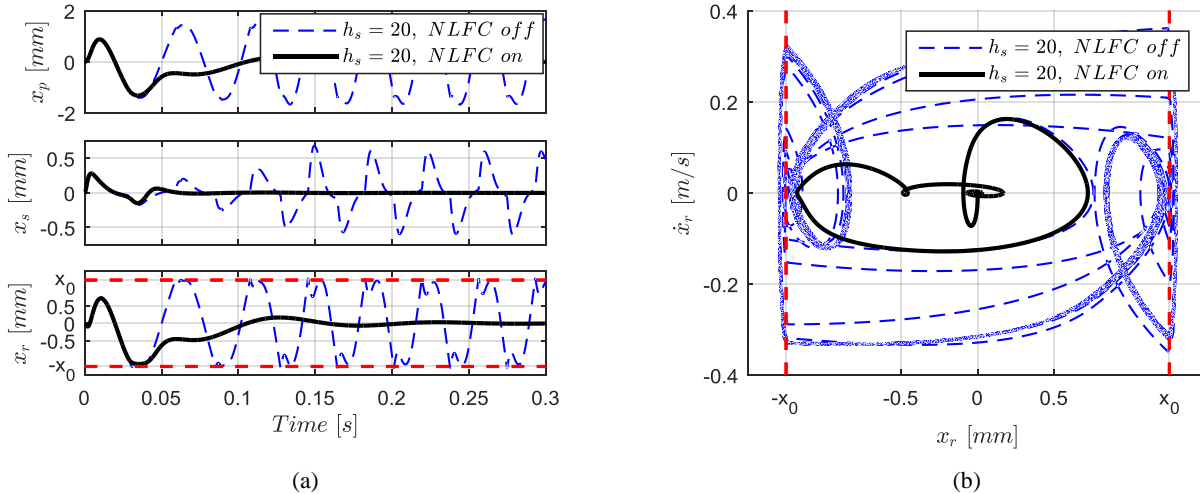 2
0
-2
x_p [mm]
h_s = 20, NLFC off
h_s = 20, NLFC on
0.5
0
-0.5
x_s [mm]
x_0
0.5
0
-0.5
-x_0
x_r [mm]
0 0.05 0.1 0.15 0.2 0.25 0.3
Time [s]
(a)
0.4
0.2
0
-0.2
-0.4
ẋ_r [m/s]
h_s = 20, NLFC off
h_s = 20, NLFC on
-x_0 -0.5 0 0.5 x_0
x_r [mm]
(b)